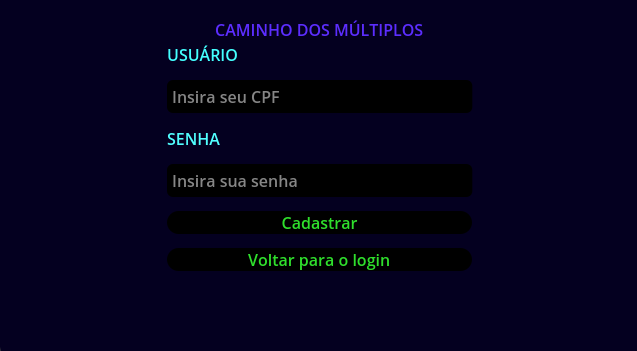 CAMINHO DOS MÚLTIPLOS
USUÁRIO
Insira seu CPF
SENHA
Insira sua senha
Cadastrar
Voltar para o login